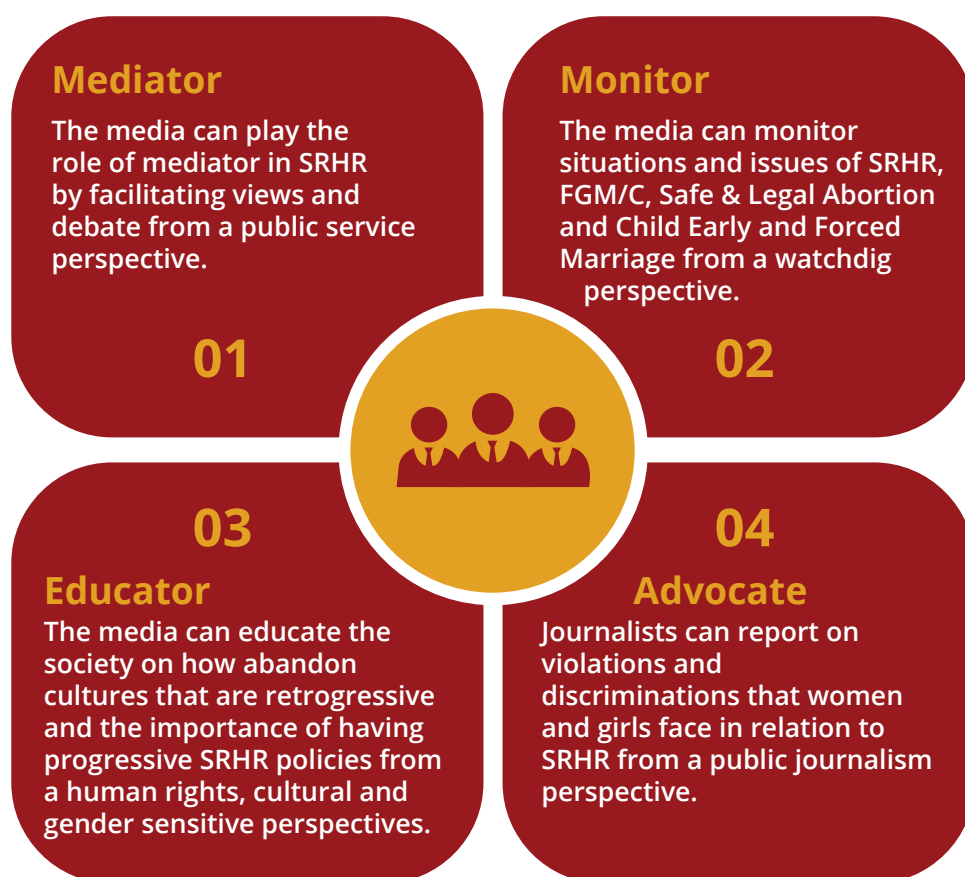 Mediator
The media can play the
role of mediator in SRHR
by facilitating views and
debate from a public service
perspective.
01
Monitor
The media can monitor
situations and issues of SRHR,
FGM/C, Safe & Legal Abortion
and Child Early and Forced
Marriage from a watchdig
perspective.
02
03
Educator
The media can educate the
society on how abandon
cultures that are retrogressive
and the importance of having
progressive SRHR policies from
a human rights, cultural and
gender sensitive perspectives.
04
Advocate
Journalists can report on
violations and
discriminations that women
and girls face in relation to
SRHR from a public journalism
perspective.